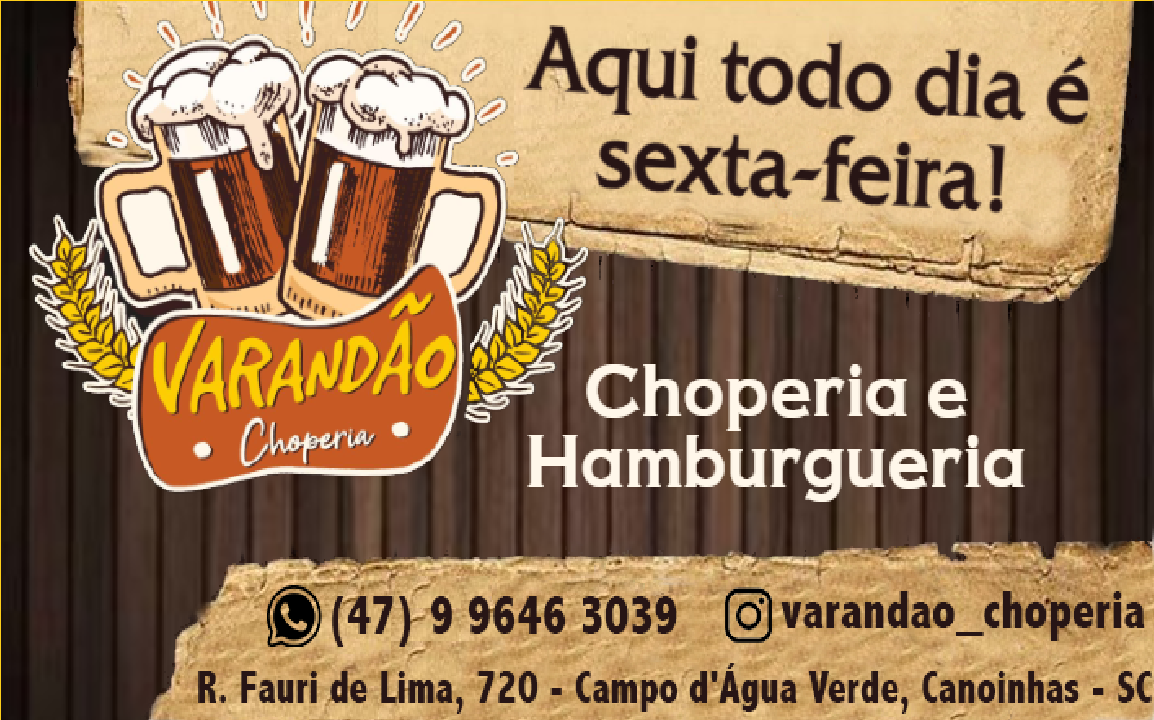 Aqui todo dia é
sexta-feira!
VARANDÃO
Choperia
Choperia e
Hamburgueria
(47) 9 9646 3039
varandao_choperia
R. Fauri de Lima, 720 - Campo d'Água Verde, Canoinhas - SC